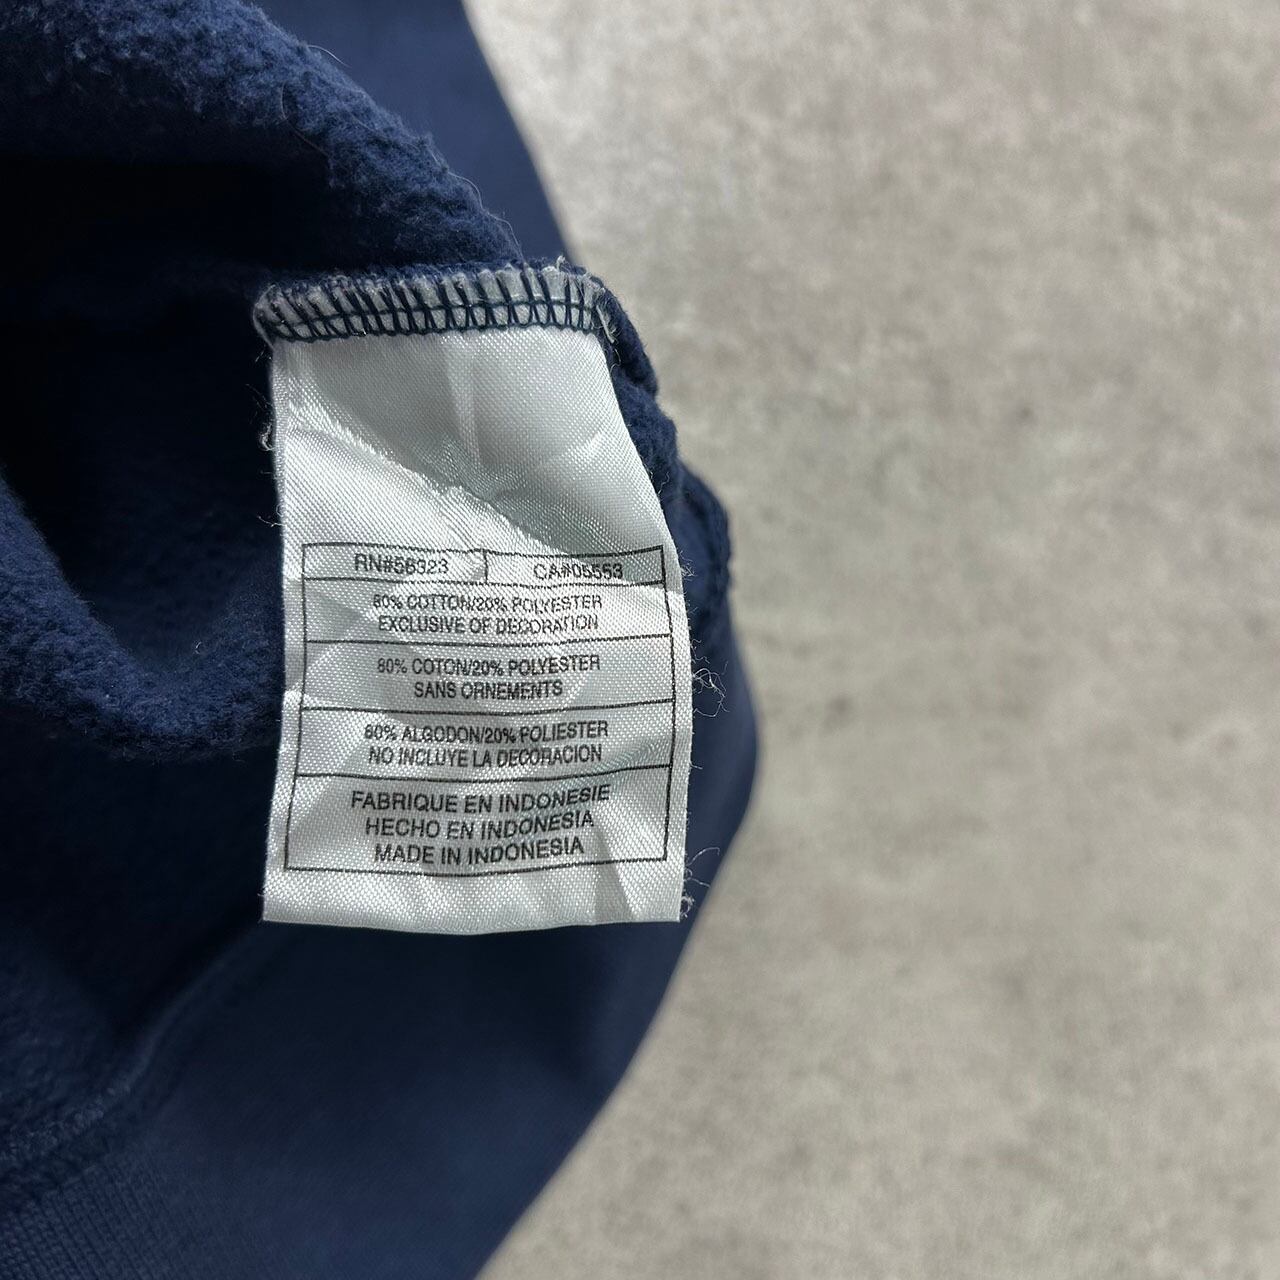 RN#56323 CA#05553
80% COTTON/20% POLYESTER
EXCLUSIVE OF DECORATION
80% COTON/20% POLYESTER
SANS ORNEMENTS
80% ALGODON/20% POLIESTER
NO INCLUYE LA DECORACION
FABRIQUE EN INDONESIE
HECHO EN INDONESIA
MADE IN INDONESIA